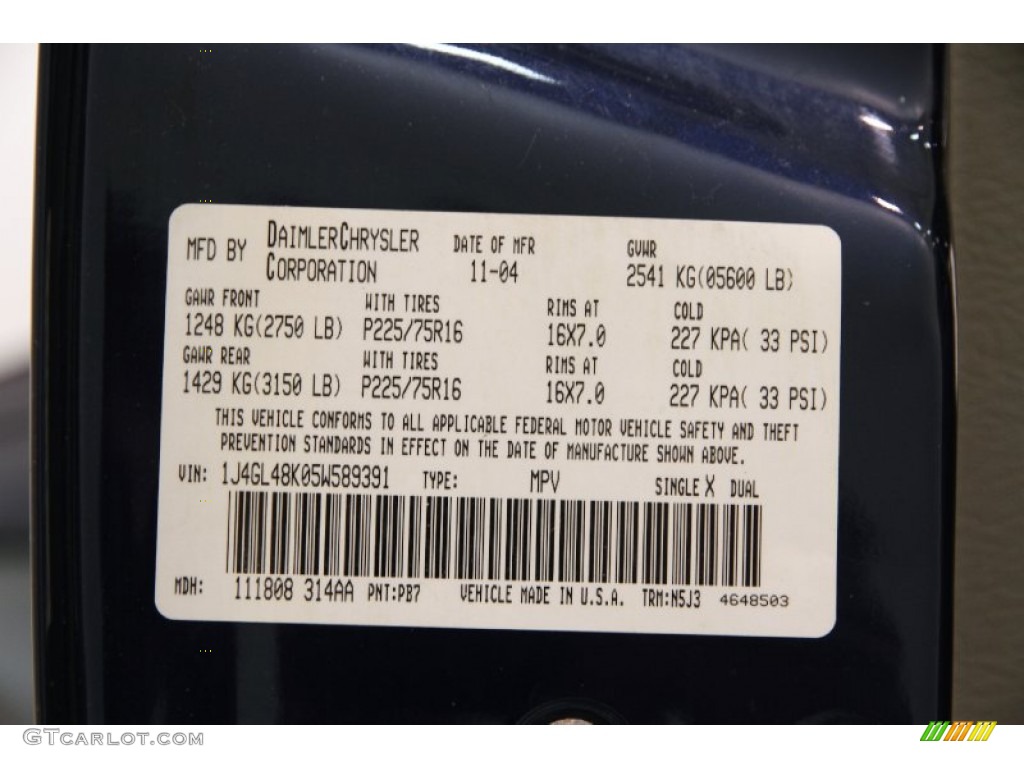 MFD BY DAIMLERCHRYSLER CORPORATION DATE OF MFR 11-04 GVWR 2541 KG(05600 LB)
GAWR FRONT WITH TIRES RIMS AT COLD
1248 KG(2750 LB) P225/75R16 16X7.0 227 KPA( 33 PSI)
GAWR REAR WITH TIRES RIMS AT COLD
1429 KG(3150 LB) P225/75R16 16X7.0 227 KPA( 33 PSI)
THIS VEHICLE CONFORMS TO ALL APPLICABLE FEDERAL MOTOR VEHICLE SAFETY AND THEFT
PREVENTION STANDARDS IN EFFECT ON THE DATE OF MANUFACTURE SHOWN ABOVE.
VIN: 1J4GL48K05W589391 TYPE: MPV SINGLE X DUAL
MDH: 111808 314AA PNT:PB7 VEHICLE MADE IN U.S.A. TRM:N5J3 4648503
GTCARLOT.COM